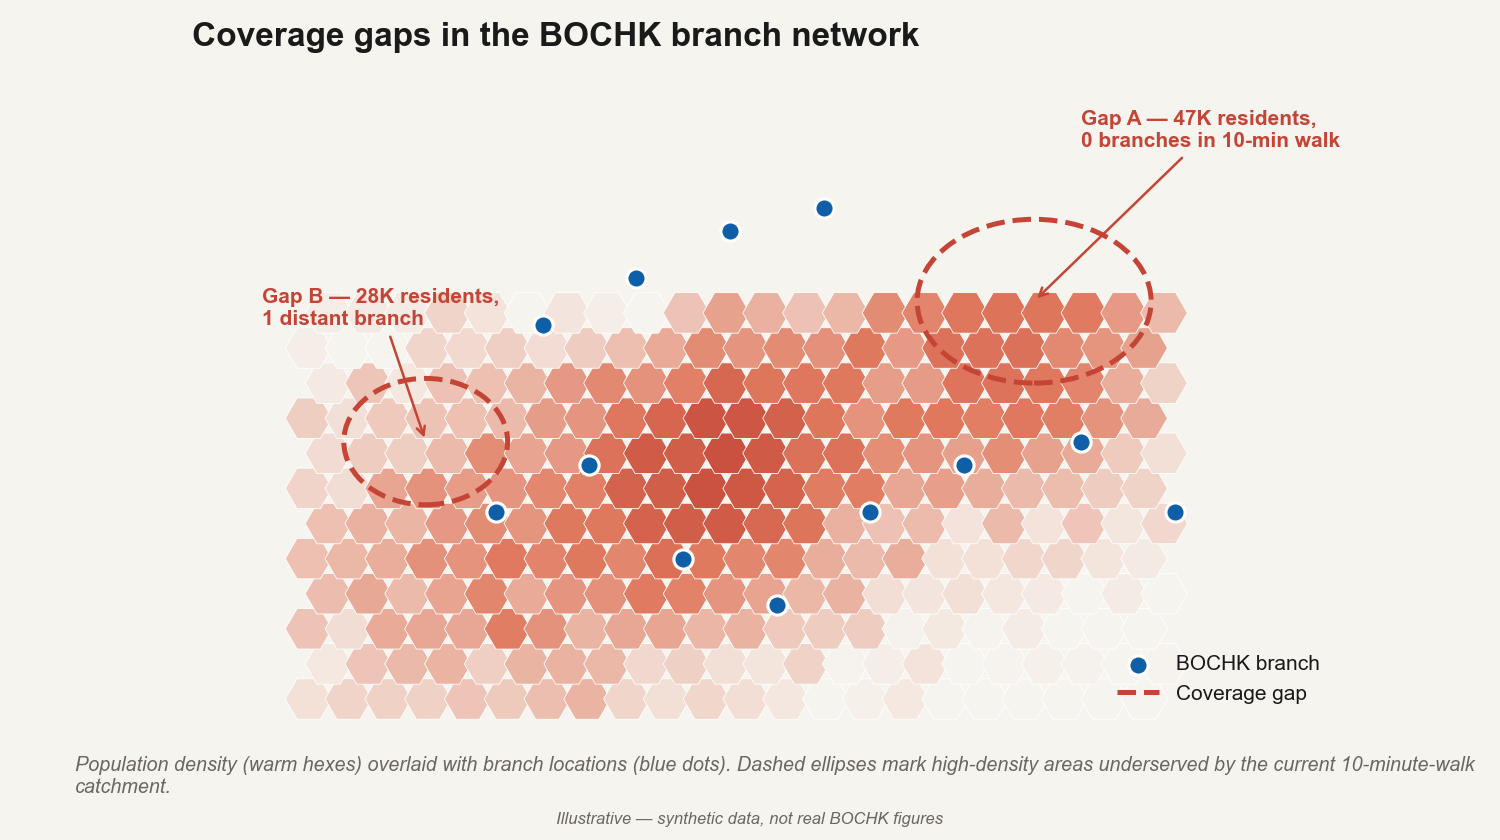 Coverage gaps in the BOCHK branch network
Gap A — 47K residents,
0 branches in 10-min walk
Gap B — 28K residents,
1 distant branch
BOCHK branch
Coverage gap
Population density (warm hexes) overlaid with branch locations (blue dots). Dashed ellipses mark high-density areas underserved by the current 10-minute-walk
catchment.
Illustrative — synthetic data, not real BOCHK figures